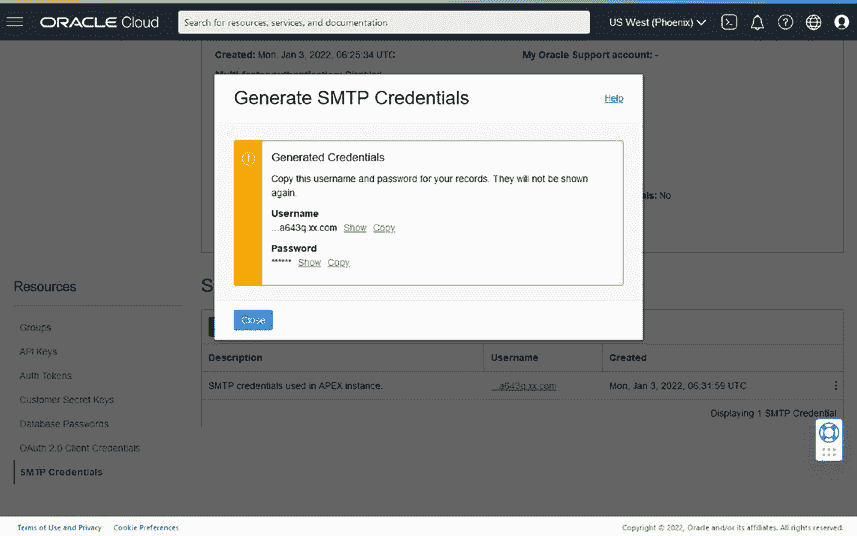 ORACLE Cloud
Search for resources, services, and documentation
US West (Phoenix)
Created: Mon, Jan 3, 2022, 06:25:34 UTC
My Oracle Support account: -
Generate SMTP Credentials
Help
Generated Credentials
Copy this username and password for your records. They will not be shown
again.
Username
...a643q.xx.com Show Copy
Password
****** Show Copy
Close
: No
Resources
Groups
API Keys
Auth Tokens
Customer Secret Keys
Database Passwords
OAuth 2.0 Client Credentials
SMTP Credentials
S
Description Username Created
SMTP credentials used in APEX instance. ...a643q.xx.com Mon, Jan 3, 2022, 06:31:59 UTC
Displaying 1 SMTP Credential
Terms of Use and Privacy Cookie Preferences
Copyright © 2022, Oracle and/or its affiliates. All rights reserved.